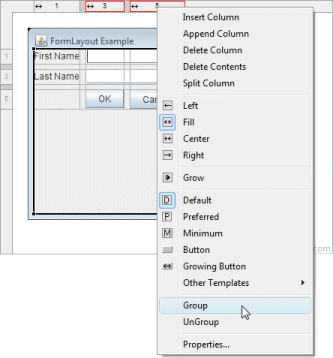 1 3 5
Insert Column
Append Column
Delete Column
Delete Contents
Split Column
FormLayout Example
1 First Name
3 Last Name
5 OK
Left
Fill
Center
Right
Grow
D Default
P Preferred
M Minimum
Button
Growing Button
Other Templates
Group
UnGroup
Properties...